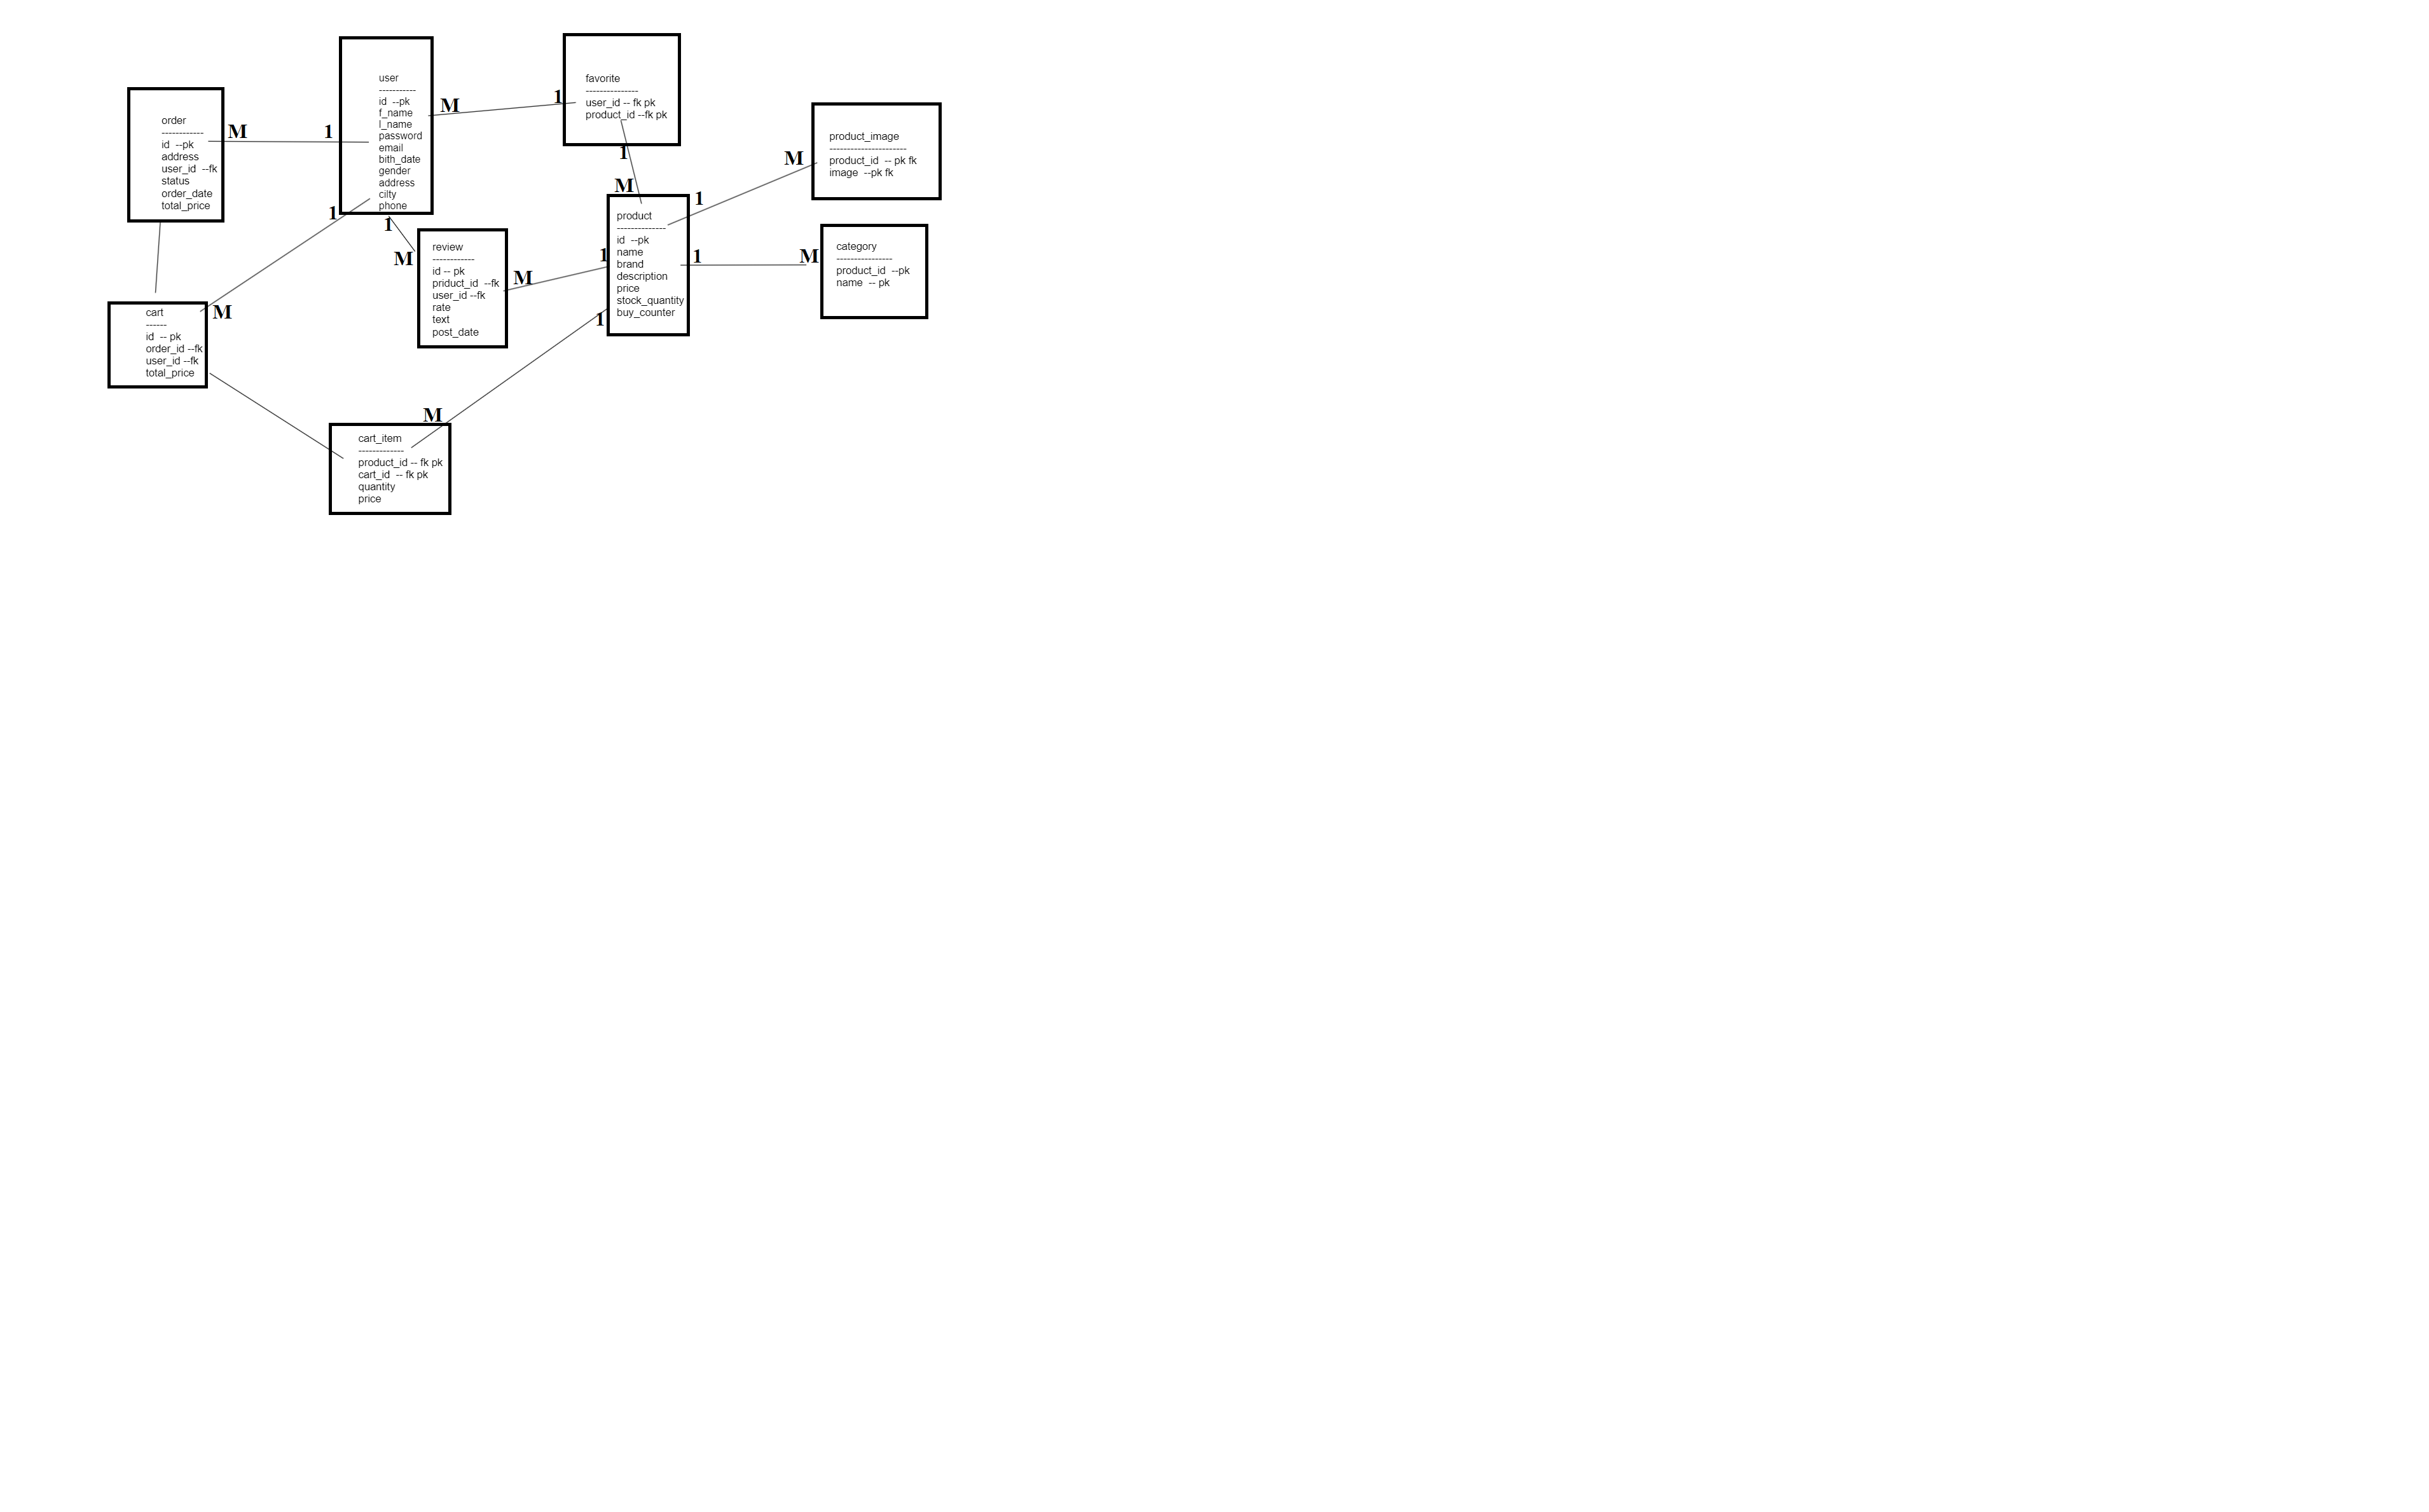 order
------------
id  --pk
address
user_id  --fk
status
order_date
total_price
M
1
user
-----------
id  --pk
f_name
l_name
password
email
bith_date
gender
address
cilty
phone
M
1
favorite
---------------
user_id -- fk pk
product_id --fk pk
1
M
product_image
----------------------
product_id  -- pk fk
image  --pk fk
M
1
product
--------------
id  --pk
name
brand
description
price
stock_quantity
buy_counter
1
M
category
----------------
product_id  --pk
name  -- pk
1
M
review
------------
id -- pk
priduct_id  --fk
user_id --fk
rate
text
post_date
M
1
1
M
cart
------
id  -- pk
order_id --fk
user_id --fk
total_price
1
M
cart_item
-------------
product_id -- fk pk
cart_id  -- fk pk
quantity
price